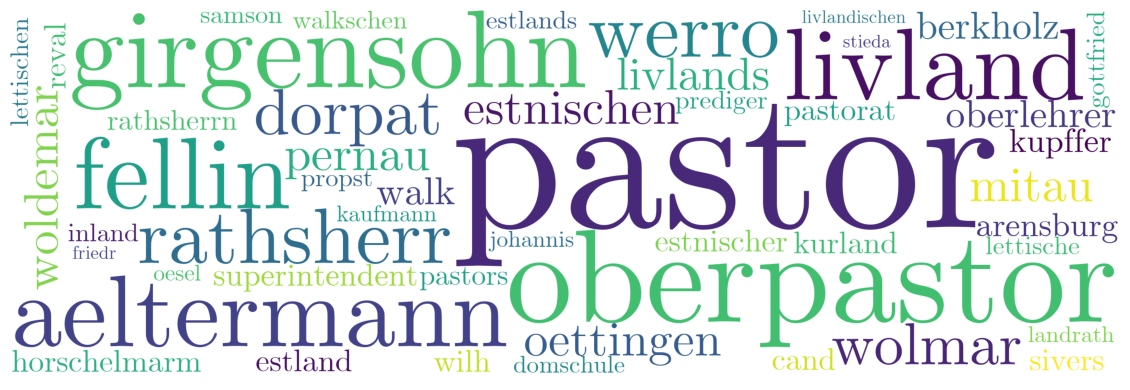 samson
walkschen
estlands
livlandischen
berkholz
gottfried
lettischen
reval
girgensohn
werro
stieda
livland
livlands
woldemar
rathsherrn
dorpat
estnischen
prediger
pastorat
oberlehrer
kupffer
fellin
pernau
propst
walk
pastor
mitau
inland
friedr
rathsherr
kaufmann
johannis
estnischer
kurland
arensburg
lettische
oesel
superintendent
pastors
oberpastor
aeltermann
oettingen
wolmar
landrath
horschelmarm
estland
wilh
domschule
cand
sivers